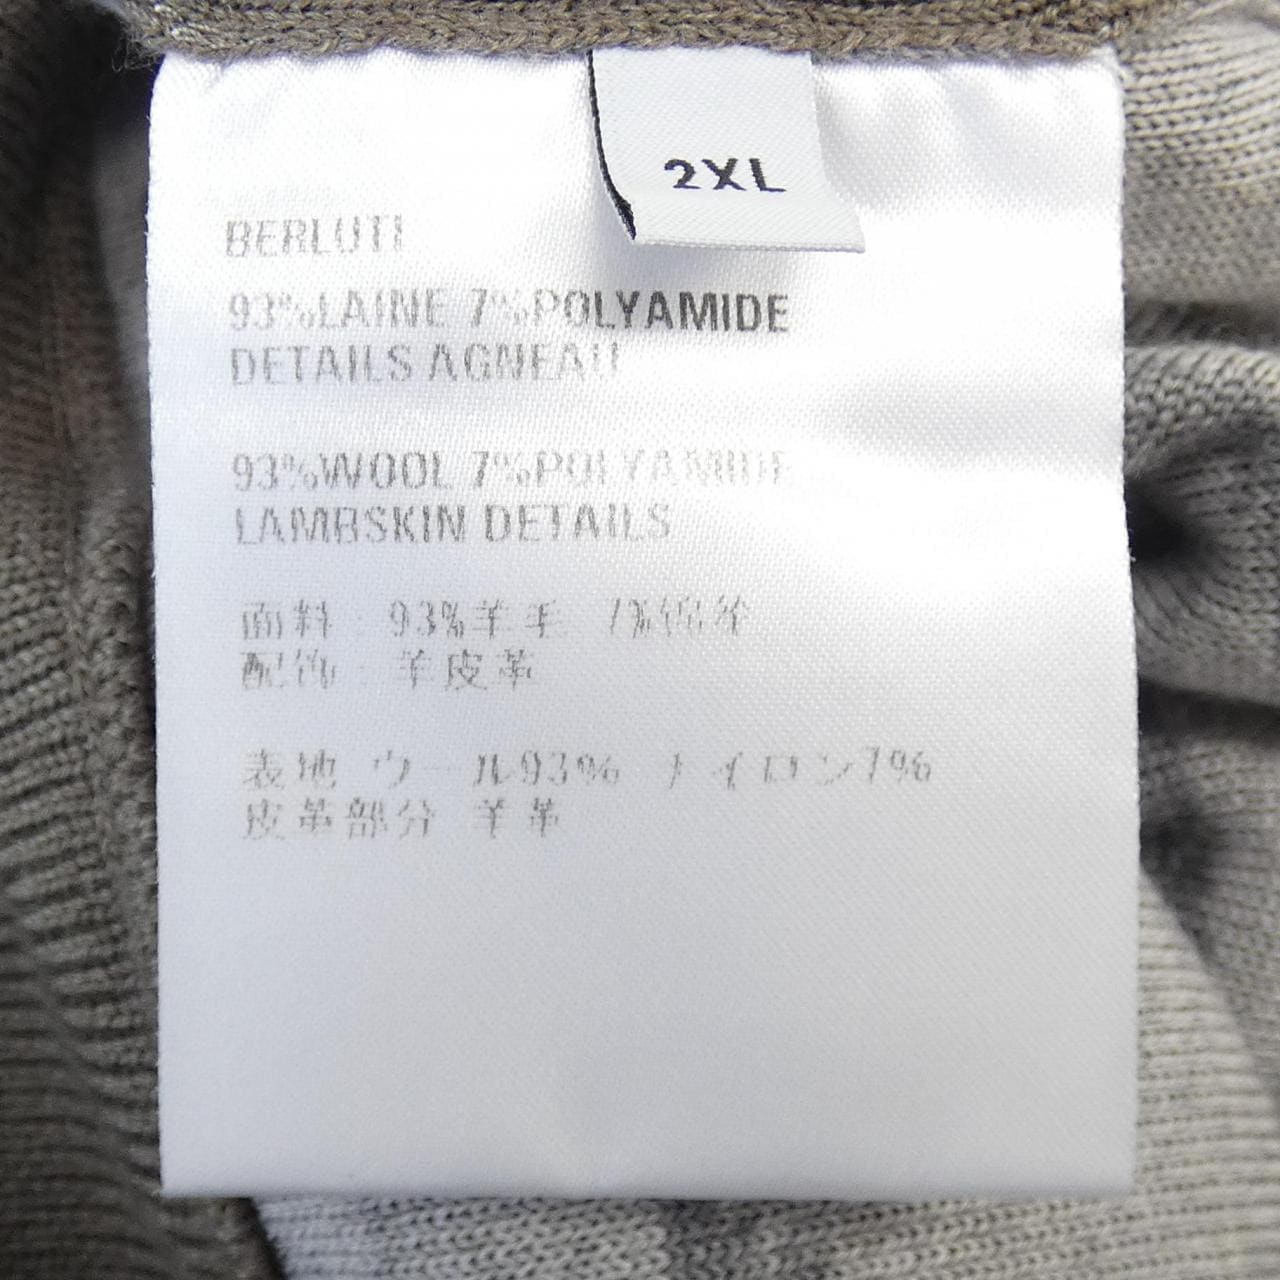 2XL
BERLUTI
93%LAINE 7%POLYAMIDE
DETAILS AGNEAU
93%WOOL 7%POLYAMIDE
LAMBSKIN DETAILS
面料 : 93%羊毛 7%锦纶
配饰 : 羊皮革
表地 ウール93% ナイロン7%
皮革部分 羊革